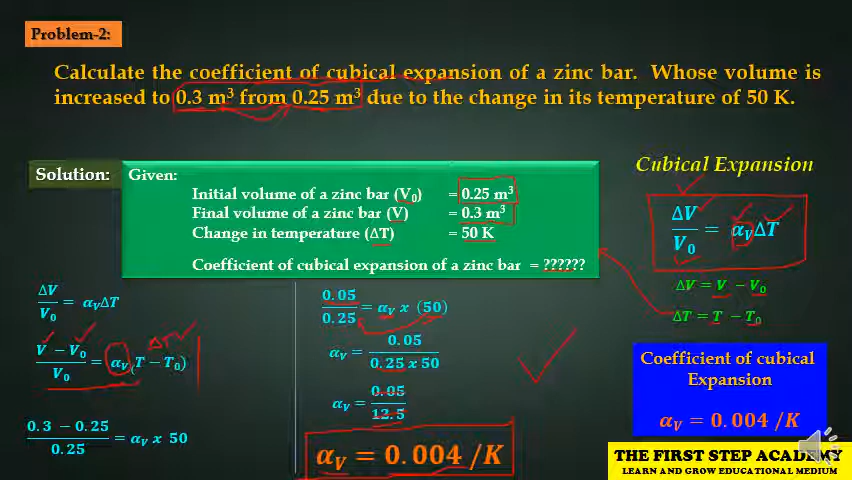 Problem-2:
Calculate the coefficient of cubical expansion of a zinc bar. Whose volume is
increased to 0.3 m³ from 0.25 m³ due to the change in its temperature of 50 K.
Solution:
Given:
Initial volume of a zinc bar (V₀) = 0.25 m³
Final volume of a zinc bar (V) = 0.3 m³
Change in temperature (ΔT) = 50 K
Coefficient of cubical expansion of a zinc bar = ??????
Cubical Expansion
ΔV/V₀ = α_V ΔT
ΔV = V − V₀
ΔT = T − T₀
ΔV/V₀ = α_V ΔT
ΔT
V − V₀/V₀ = α_V (T − T₀)
0.3 − 0.25/0.25 = α_V x 50
0.05/0.25 = α_V x (50)
α_V = 0.05/0.25 x 50
α_V = 0.05/12.5
α_V = 0.004 /K
Coefficient of cubical
Expansion
α_V = 0.004 /K
THE FIRST STEP ACADEMY
LEARN AND GROW EDUCATIONAL MEDIUM